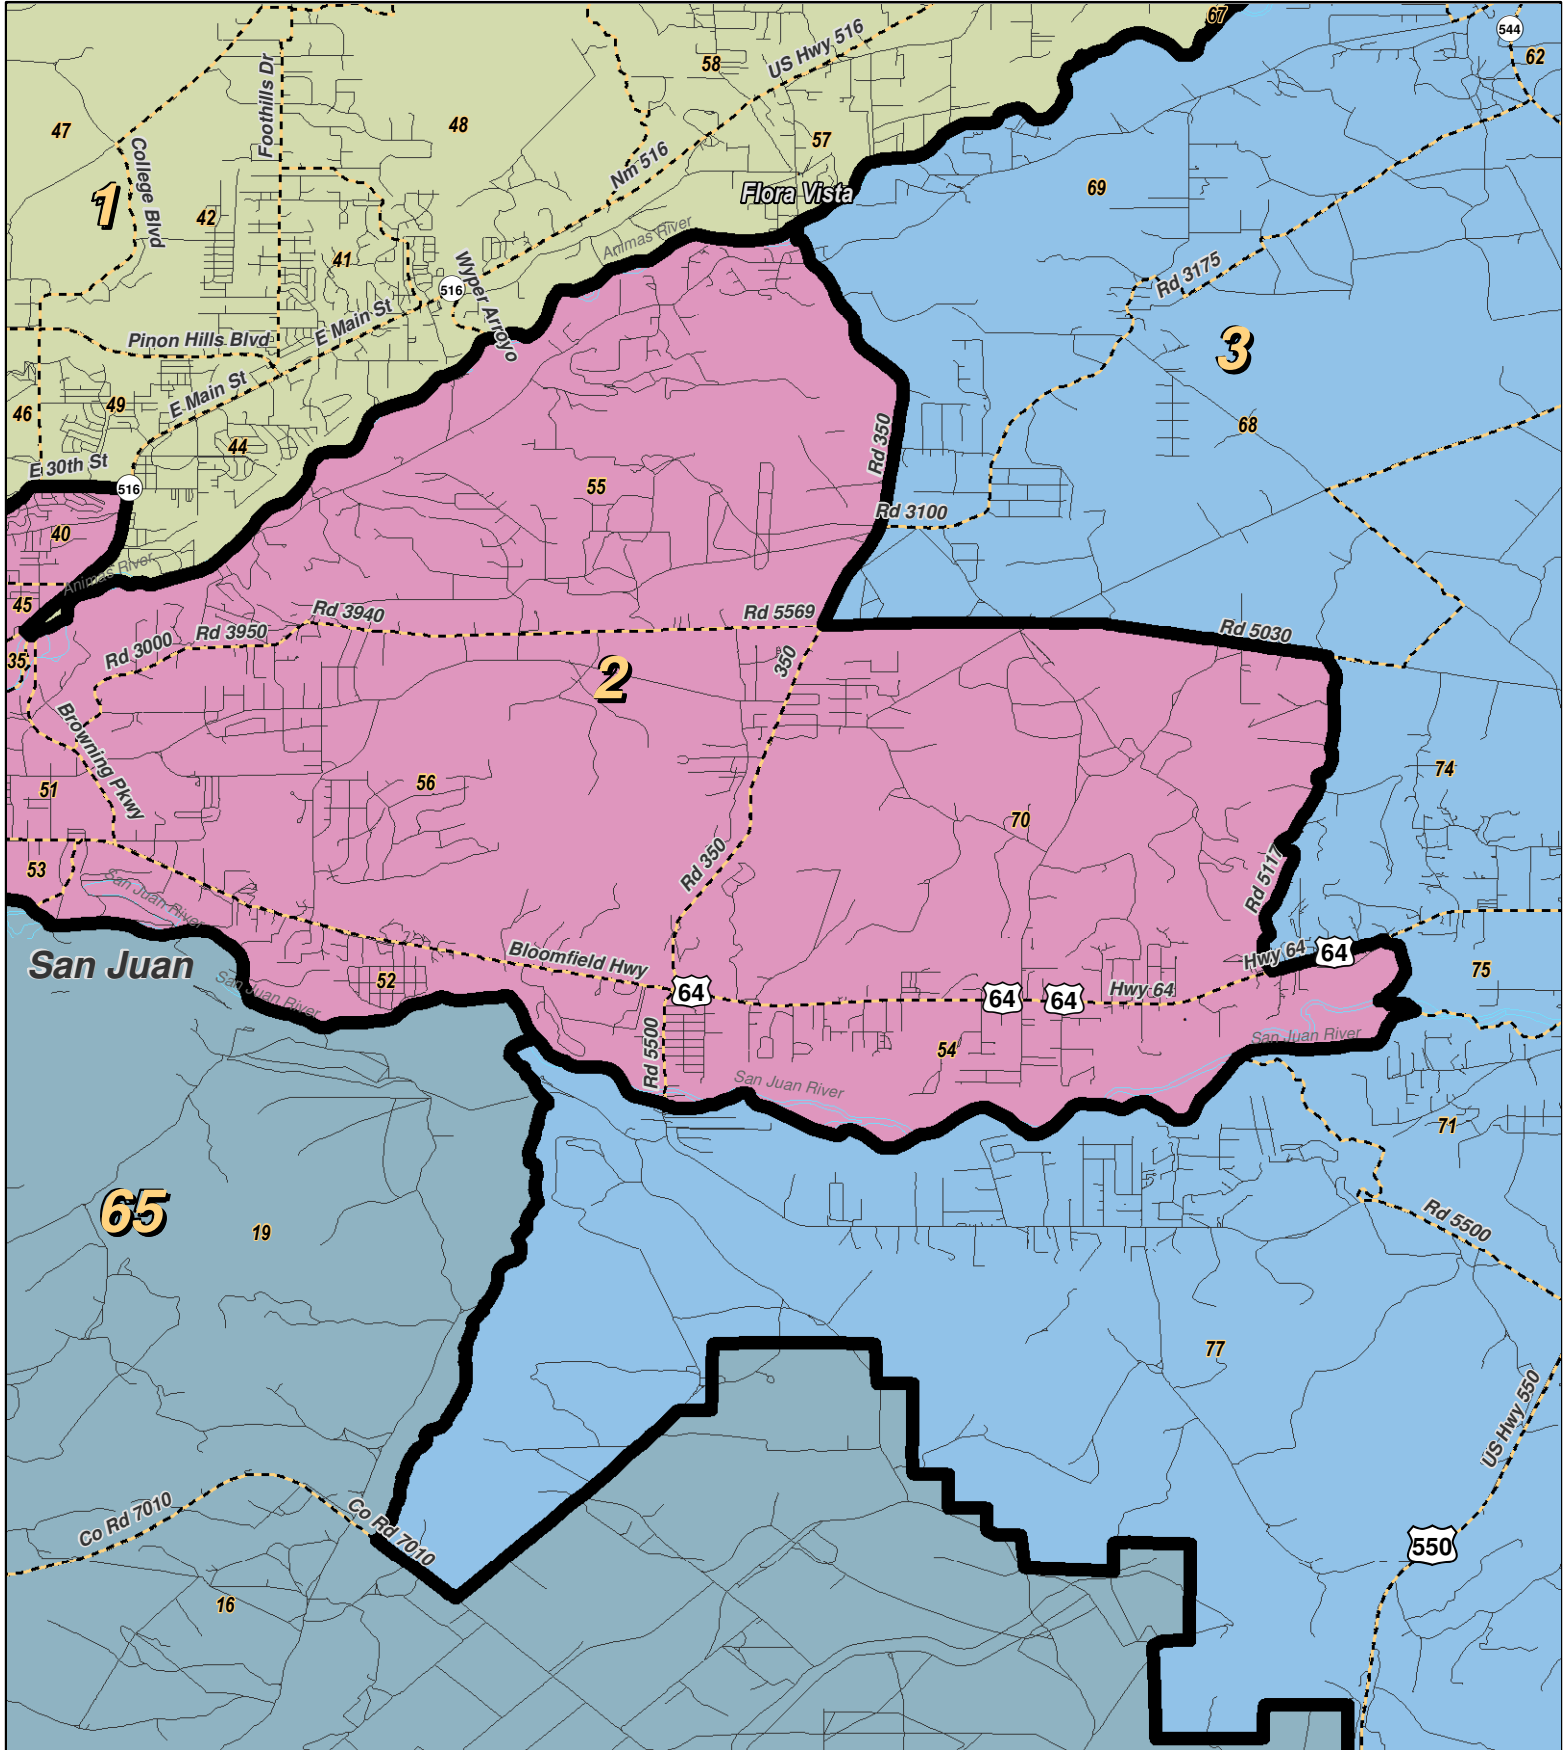 67
544
62
58
US Hwy 516
Foothills Dr
47
48
College Blvd
57
Nm 516
1
Flora Vista
69
42
Animas River
41
Wyper Arroyo
516
Rd 3175
E Main St
Pinon Hills Blvd
3
E Main St
46
49
68
44
Rd 350
E 30th St
516
55
Rd 3100
40
Animas River
45
Rd 3940
Rd 5569
Rd 3950
Rd 5030
Rd 3000
35
350
2
Browning Pkwy
74
56
51
70
Rd 350
53
Rd 5117
San Juan River
Bloomfield Hwy
Hwy 64
64
San Juan
52
San Juan River
64
64
64
Hwy 64
75
Rd 5500
54
San Juan River
San Juan River
71
65
19
Rd 5500
77
US Hwy 550
Co Rd 7010
Co Rd 7010
550
16